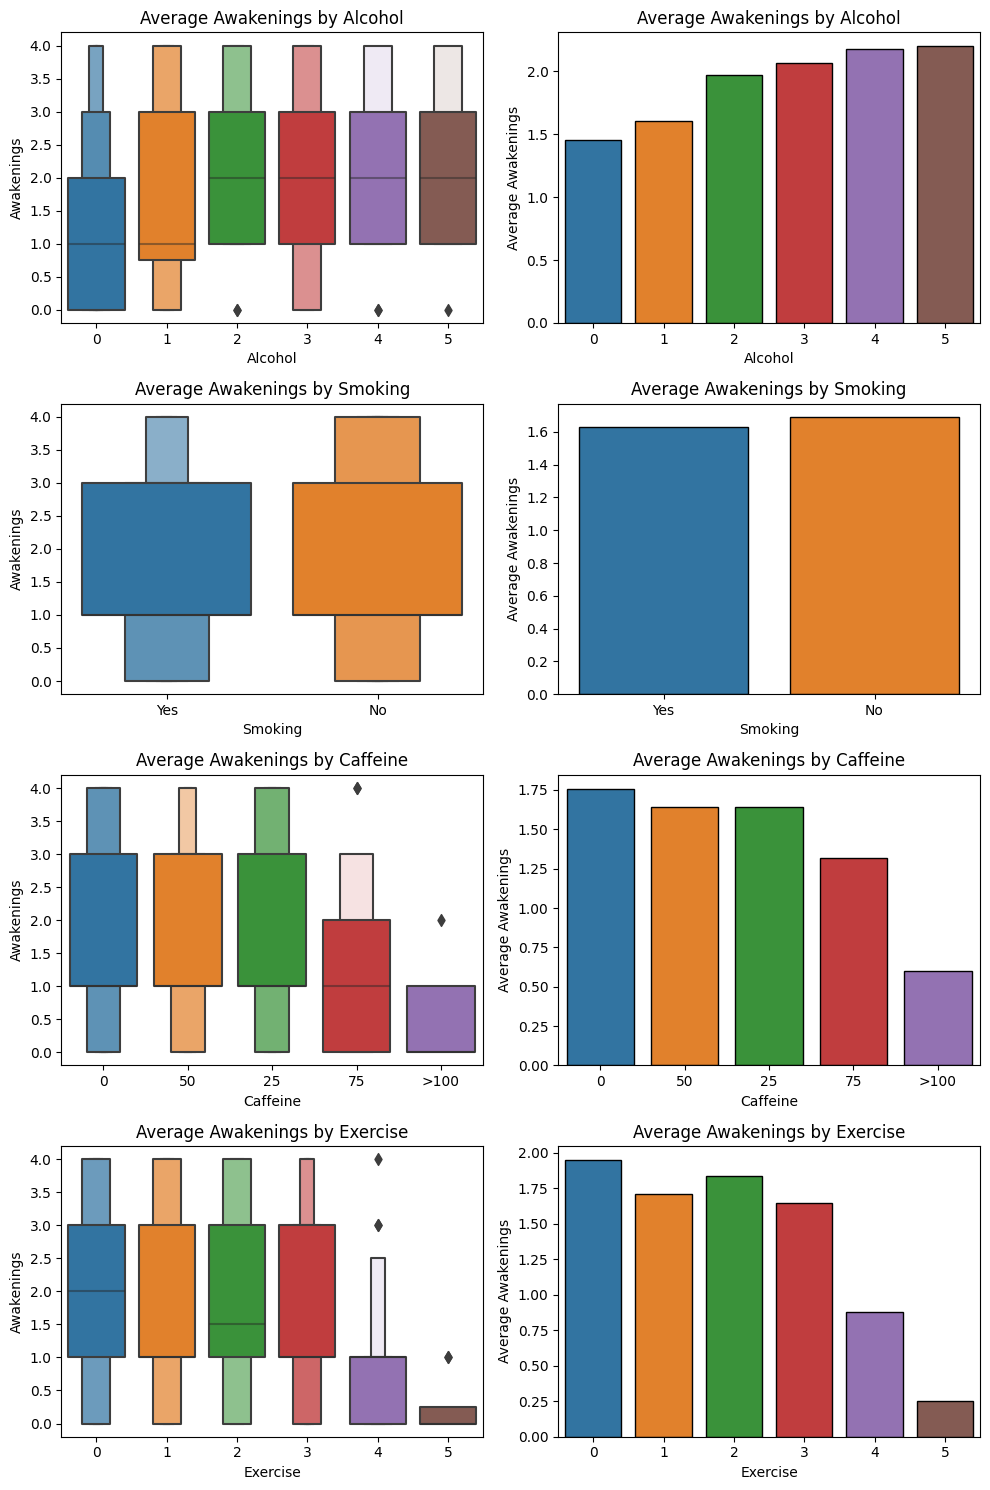 Average Awakenings by Alcohol
Awakenings
4.0
3.5
3.0
2.5
2.0
1.5
1.0
0.5
0.0
0 1 2 3 4 5
Alcohol
Average Awakenings by Alcohol
Average Awakenings
2.0
1.5
1.0
0.5
0.0
0 1 2 3 4 5
Alcohol
Average Awakenings by Smoking
Awakenings
4.0
3.5
3.0
2.5
2.0
1.5
1.0
0.5
0.0
Yes No
Smoking
Average Awakenings by Smoking
Average Awakenings
1.6
1.4
1.2
1.0
0.8
0.6
0.4
0.2
0.0
Yes No
Smoking
Average Awakenings by Caffeine
Awakenings
4.0
3.5
3.0
2.5
2.0
1.5
1.0
0.5
0.0
0 50 25 75 >100
Caffeine
Average Awakenings by Caffeine
Average Awakenings
1.75
1.50
1.25
1.00
0.75
0.50
0.25
0.00
0 50 25 75 >100
Caffeine
Average Awakenings by Exercise
Awakenings
4.0
3.5
3.0
2.5
2.0
1.5
1.0
0.5
0.0
0 1 2 3 4 5
Exercise
Average Awakenings by Exercise
Average Awakenings
2.00
1.75
1.50
1.25
1.00
0.75
0.50
0.25
0.00
0 1 2 3 4 5
Exercise